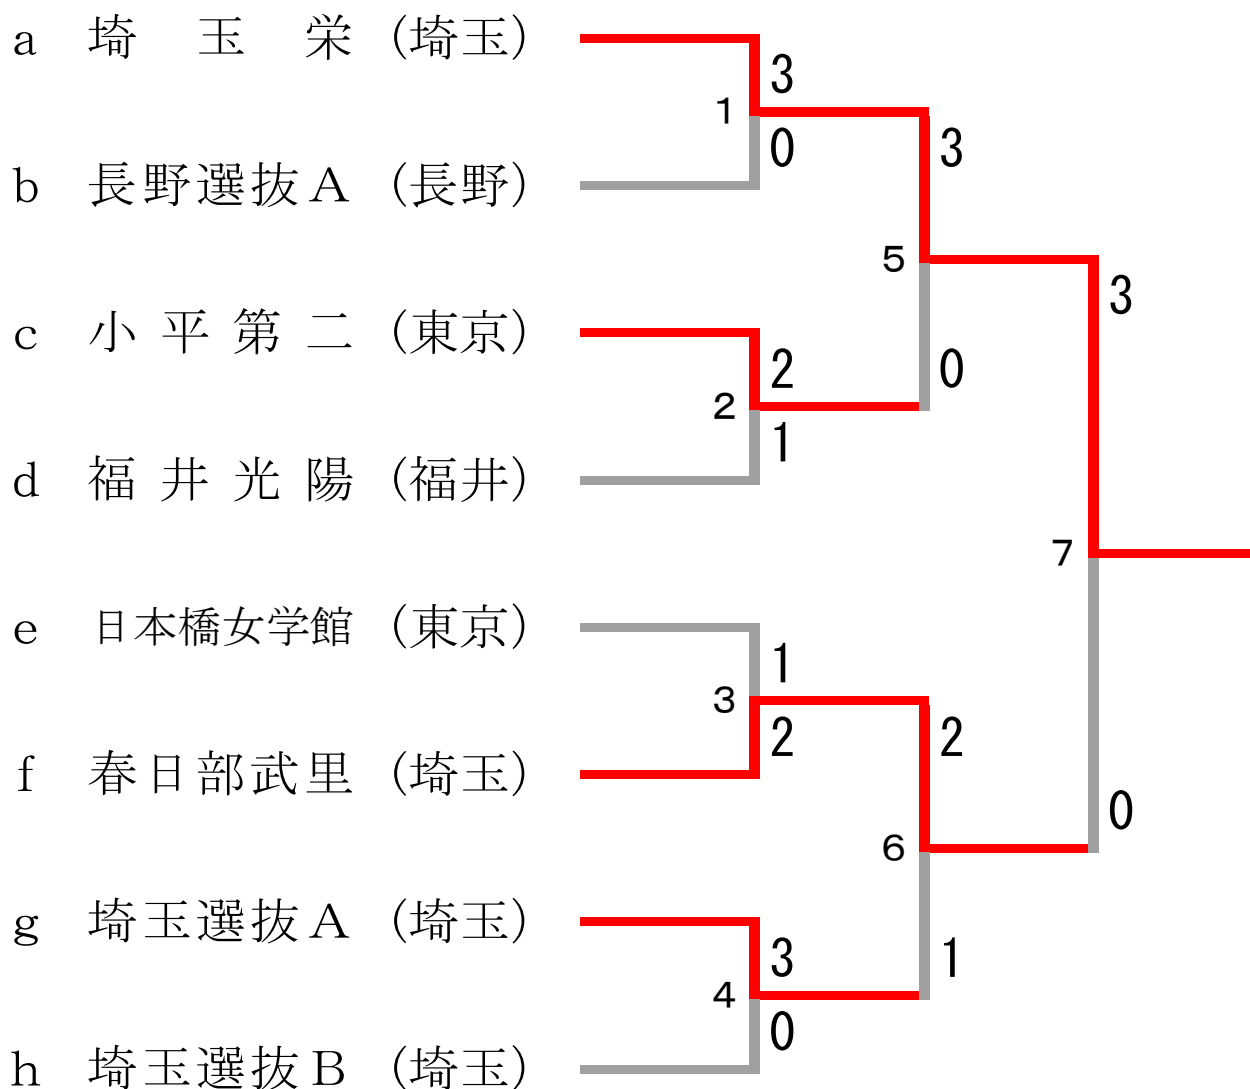 a 埼玉栄 (埼玉)
3
1
0
3
b 長野選抜A (長野)
5
3
c 小平第二 (東京)
2
0
2
1
d 福井光陽 (福井)
7
e 日本橋女学館 (東京)
1
3
2
2
f 春日部武里 (埼玉)
0
6
g 埼玉選抜A (埼玉)
3
1
4
0
h 埼玉選抜B (埼玉)